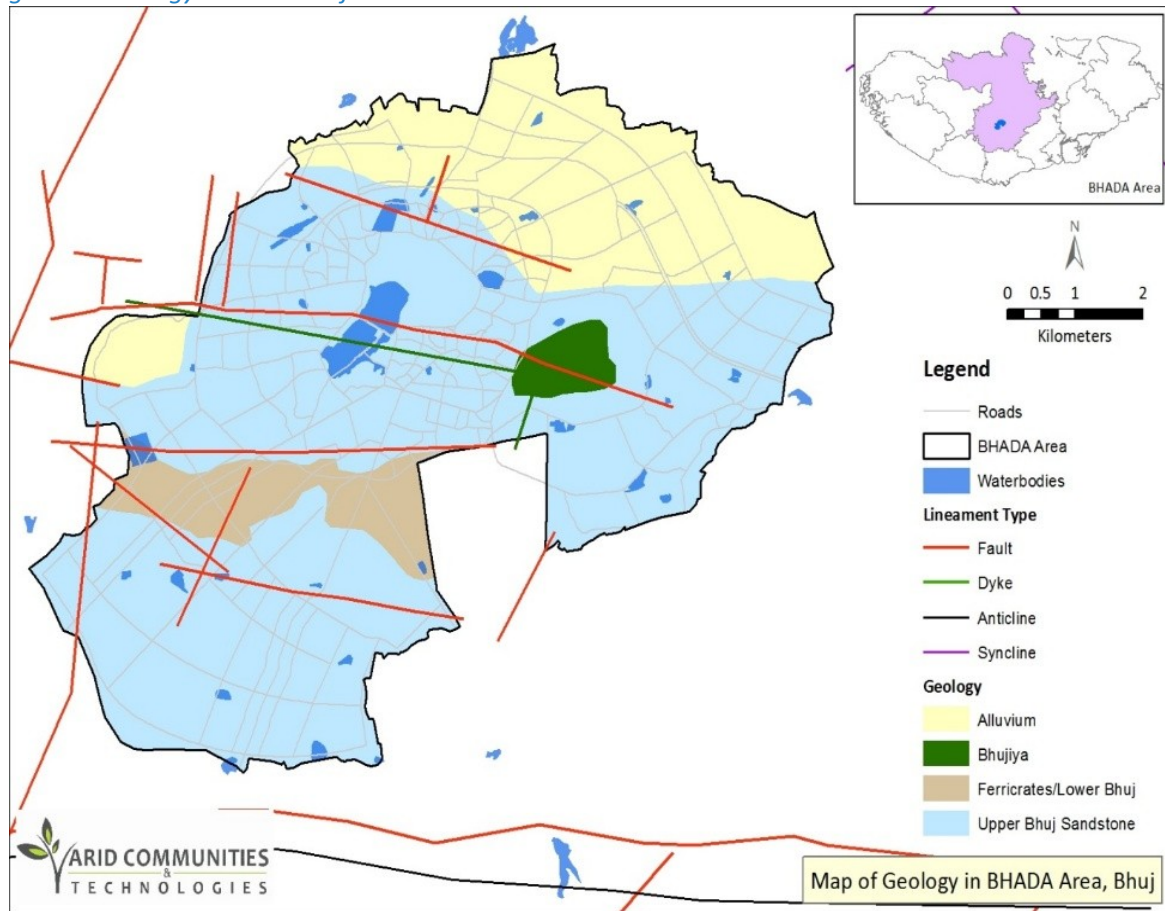 BHADA Area
N
0 0.5 1 2
Kilometers
Legend
Roads
BHADA Area
Waterbodies
Lineament Type
Fault
Dyke
Anticline
Syncline
Geology
Alluvium
Bhujiya
Ferricrates/Lower Bhuj
Upper Bhuj Sandstone
ARID COMMUNITIES
&
TECHNOLOGIES
Map of Geology in BHADA Area, Bhuj